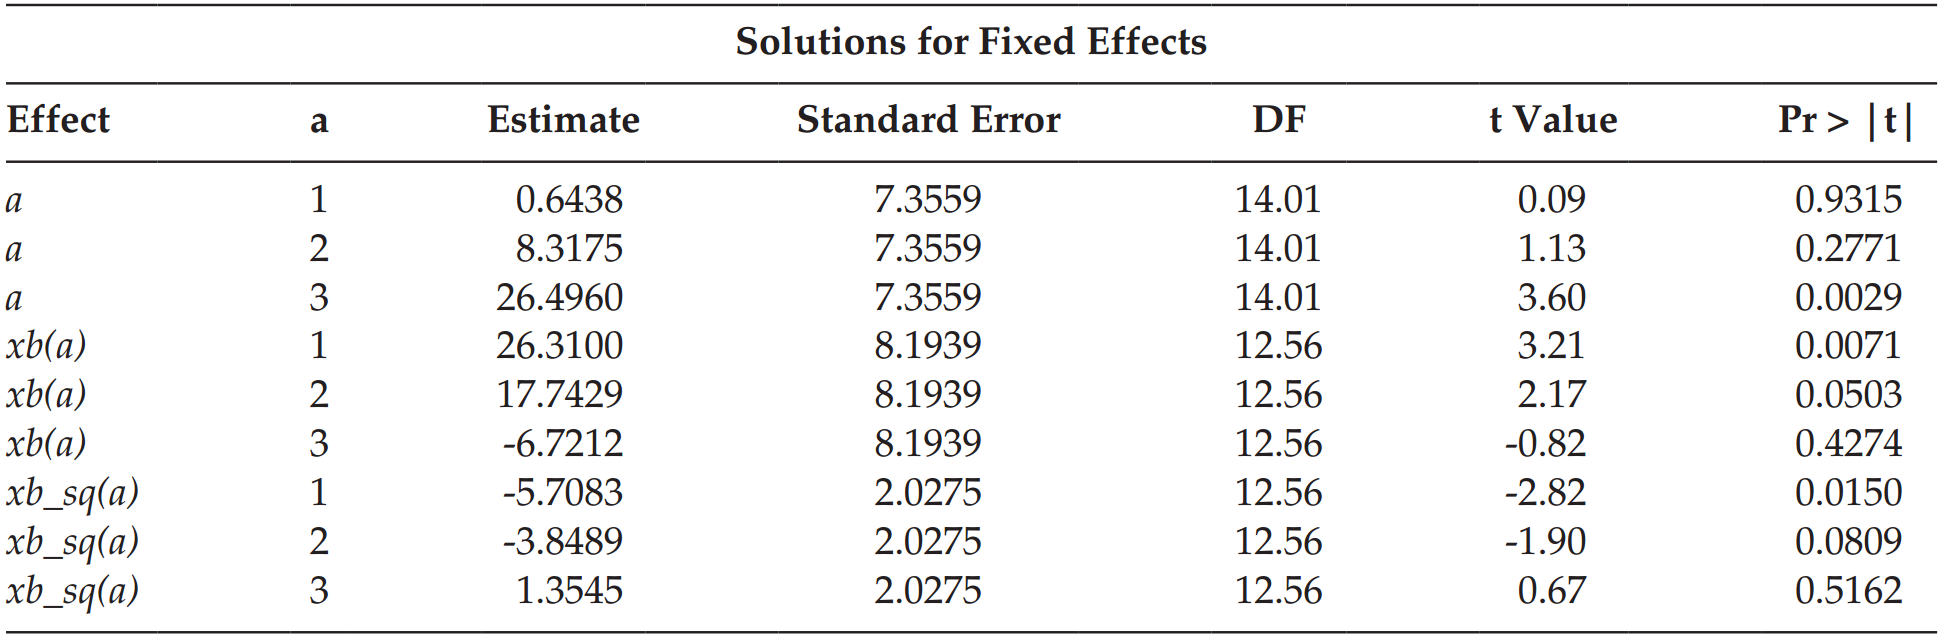 Solutions for Fixed Effects
Effect a Estimate Standard Error DF t Value Pr > |t|
a 1 0.6438 7.3559 14.01 0.09 0.9315
a 2 8.3175 7.3559 14.01 1.13 0.2771
a 3 26.4960 7.3559 14.01 3.60 0.0029
xb(a) 1 26.3100 8.1939 12.56 3.21 0.0071
xb(a) 2 17.7429 8.1939 12.56 2.17 0.0503
xb(a) 3 -6.7212 8.1939 12.56 -0.82 0.4274
xb_sq(a) 1 -5.7083 2.0275 12.56 -2.82 0.0150
xb_sq(a) 2 -3.8489 2.0275 12.56 -1.90 0.0809
xb_sq(a) 3 1.3545 2.0275 12.56 0.67 0.5162